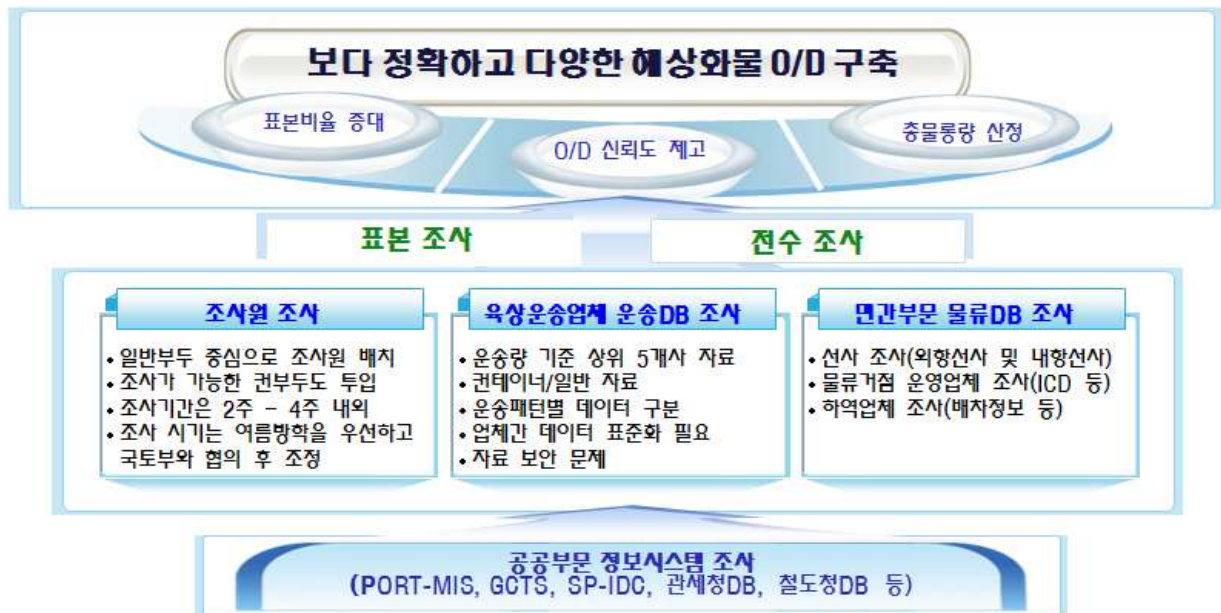 보다 정확하고 다양한 해상화물 O/D 구축
표본비율 증대
O/D 신뢰도 제고
총물동량 산정
표본 조사
전수 조사
조사원 조사
• 일반부두 중심으로 조사원 배치
• 조사가 가능한 컨부두도 투입
• 조사기간은 2주 - 4주 내외
• 조사 시기는 여름방학을 우선하고
국토부와 협의 후 조정
육상운송업체 운송DB 조사
• 운송량 기준 상위 5개사 자료
• 컨테이너/일반 자료
• 운송패턴별 데이터 구분
• 업체간 데이터 표준화 필요
• 자료 보안 문제
민간부문 물류DB 조사
• 선사 조사(외항선사 및 내항선사)
• 물류거점 운영업체 조사(ICD 등)
• 하역업체 조사(배차정보 등)
공공부문 정보시스템 조사
(PORT-MIS, GCTS, SP-IDC, 관세청DB, 철도청DB 등)